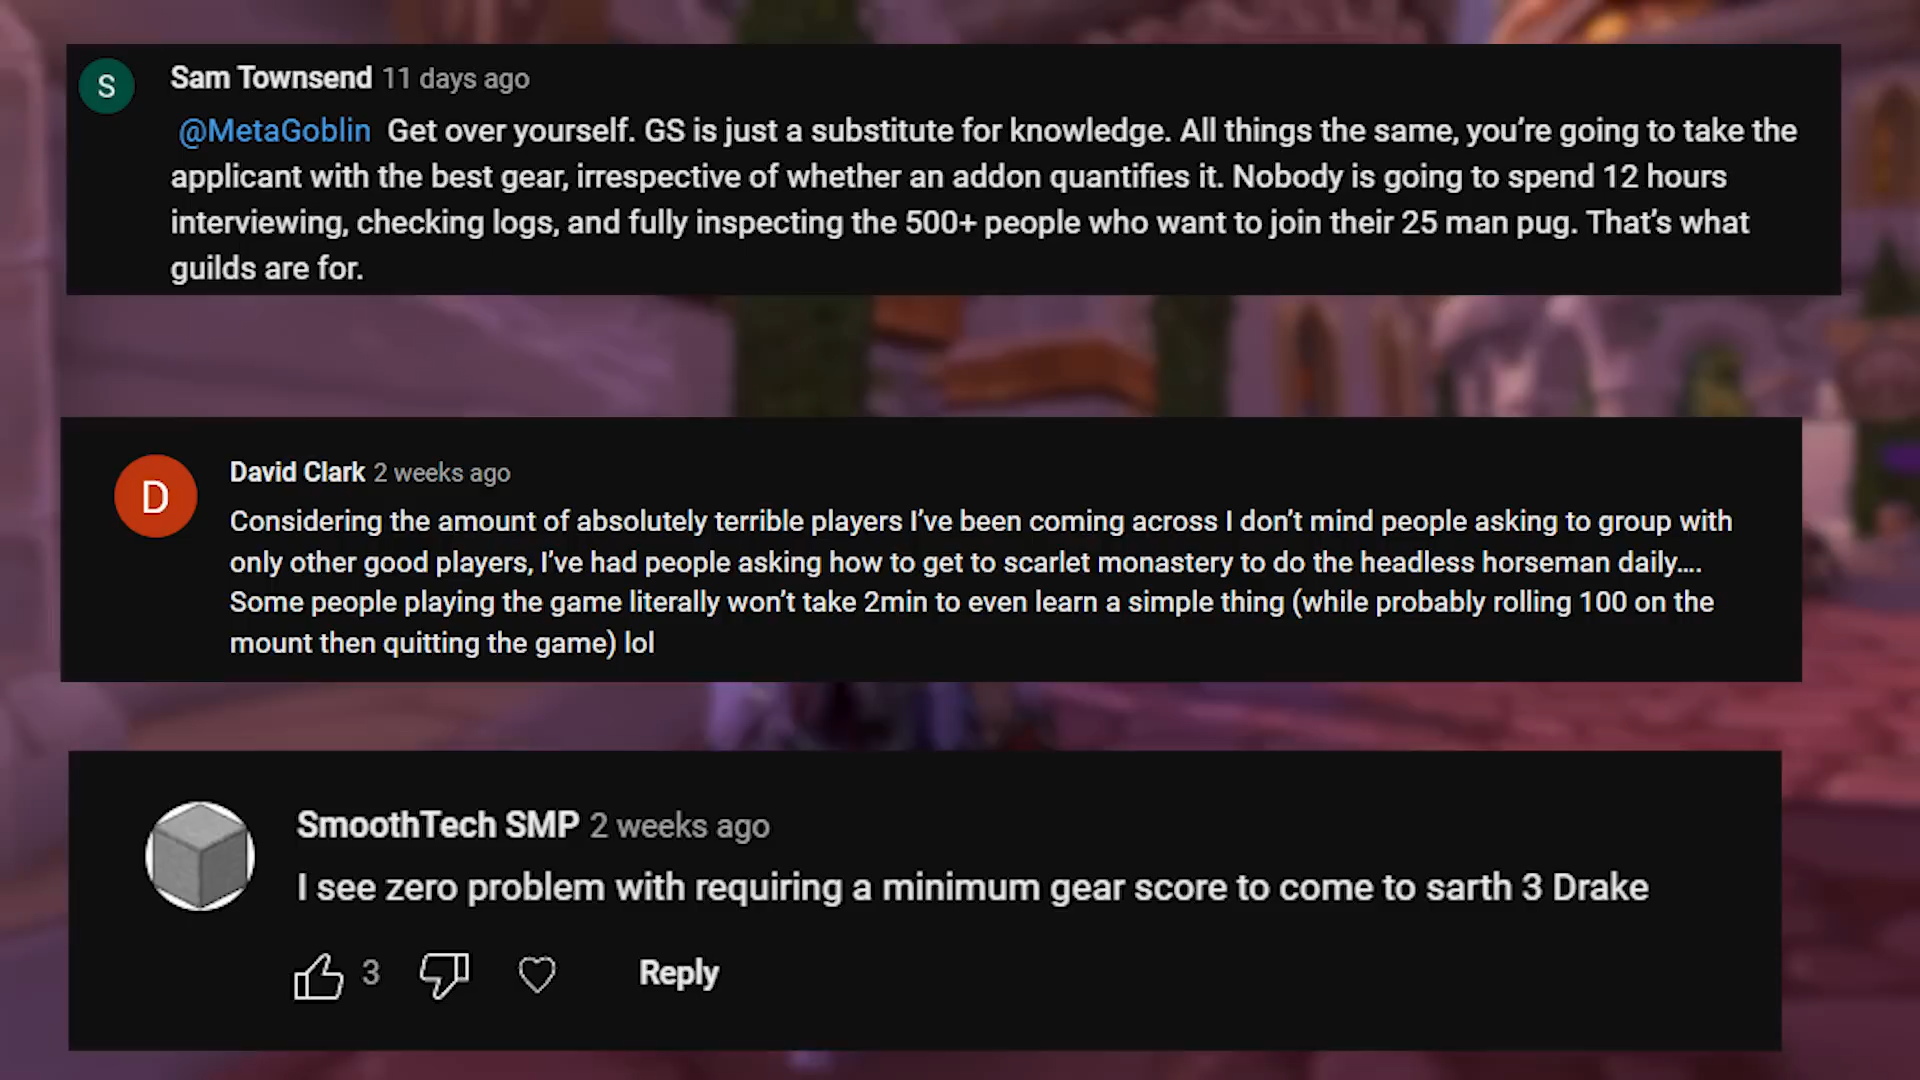 S
Sam Townsend 11 days ago
@MetaGoblin Get over yourself. GS is just a substitute for knowledge. All things the same, you’re going to take the
applicant with the best gear, irrespective of whether an addon quantifies it. Nobody is going to spend 12 hours
interviewing, checking logs, and fully inspecting the 500+ people who want to join their 25 man pug. That’s what
guilds are for.
D
David Clark 2 weeks ago
Considering the amount of absolutely terrible players I’ve been coming across I don’t mind people asking to group with
only other good players, I’ve had people asking how to get to scarlet monastery to do the headless horseman daily....
Some people playing the game literally won’t take 2min to even learn a simple thing (while probably rolling 100 on the
mount then quitting the game) lol
SmoothTech SMP 2 weeks ago
I see zero problem with requiring a minimum gear score to come to sarth 3 Drake
3 Reply